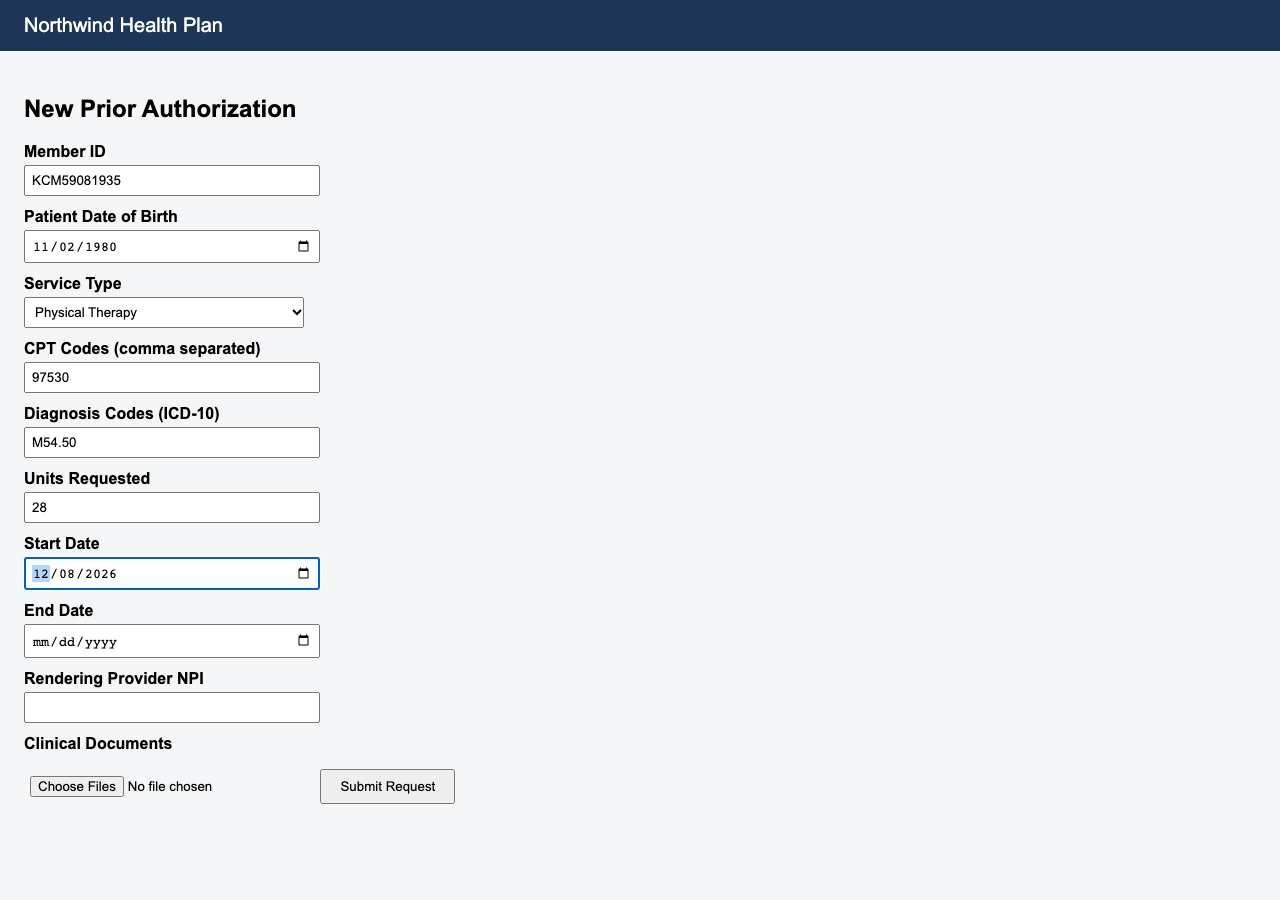 Northwind Health Plan
New Prior Authorization
Member ID
KCM59081935
Patient Date of Birth
11/02/1980
Service Type
Physical Therapy
CPT Codes (comma separated)
97530
Diagnosis Codes (ICD-10)
M54.50
Units Requested
28
Start Date
12/08/2026
End Date
mm/dd/yyyy
Rendering Provider NPI
Clinical Documents
Choose Files No file chosen Submit Request